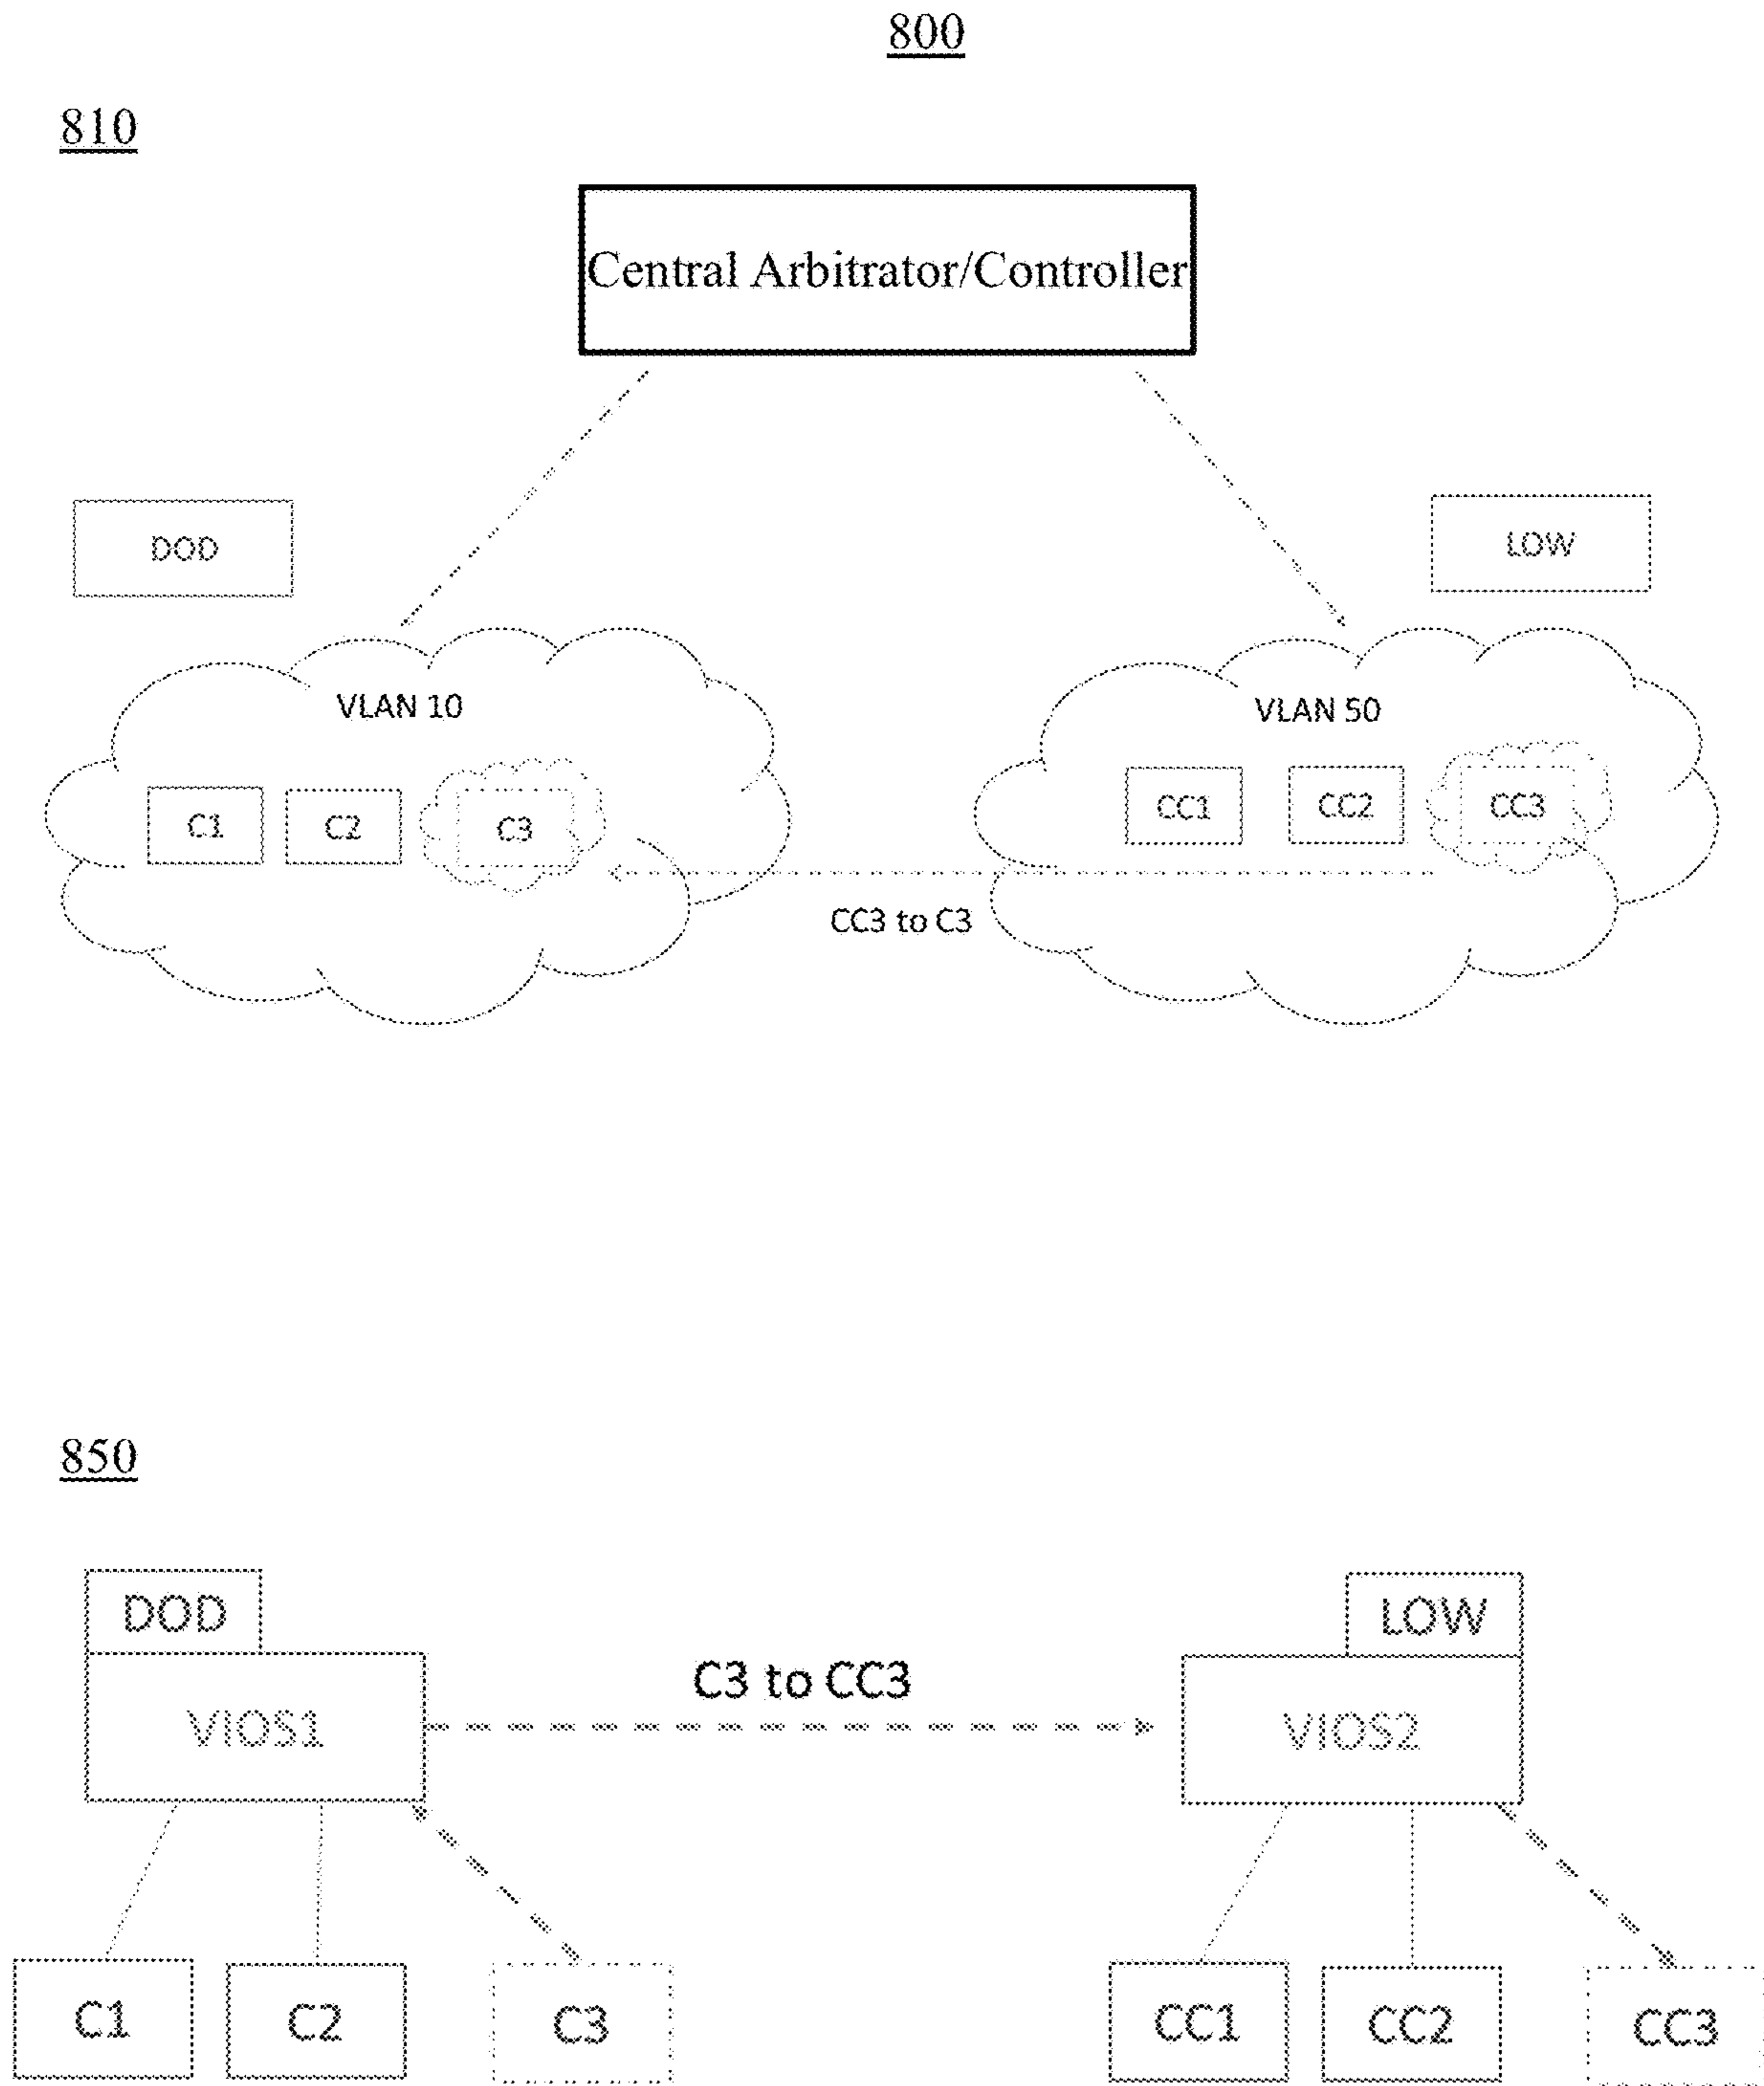 800
810
Central Arbitrator/Controller
DOD
LOW
VLAN 10
VLAN 50
C1
C2
C3
CC1
CC2
CC3
CC3 to C3
850
DOD
LOW
VIOS1
C3 to CC3
VIOS2
C1
C2
C3
CC1
CC2
CC3